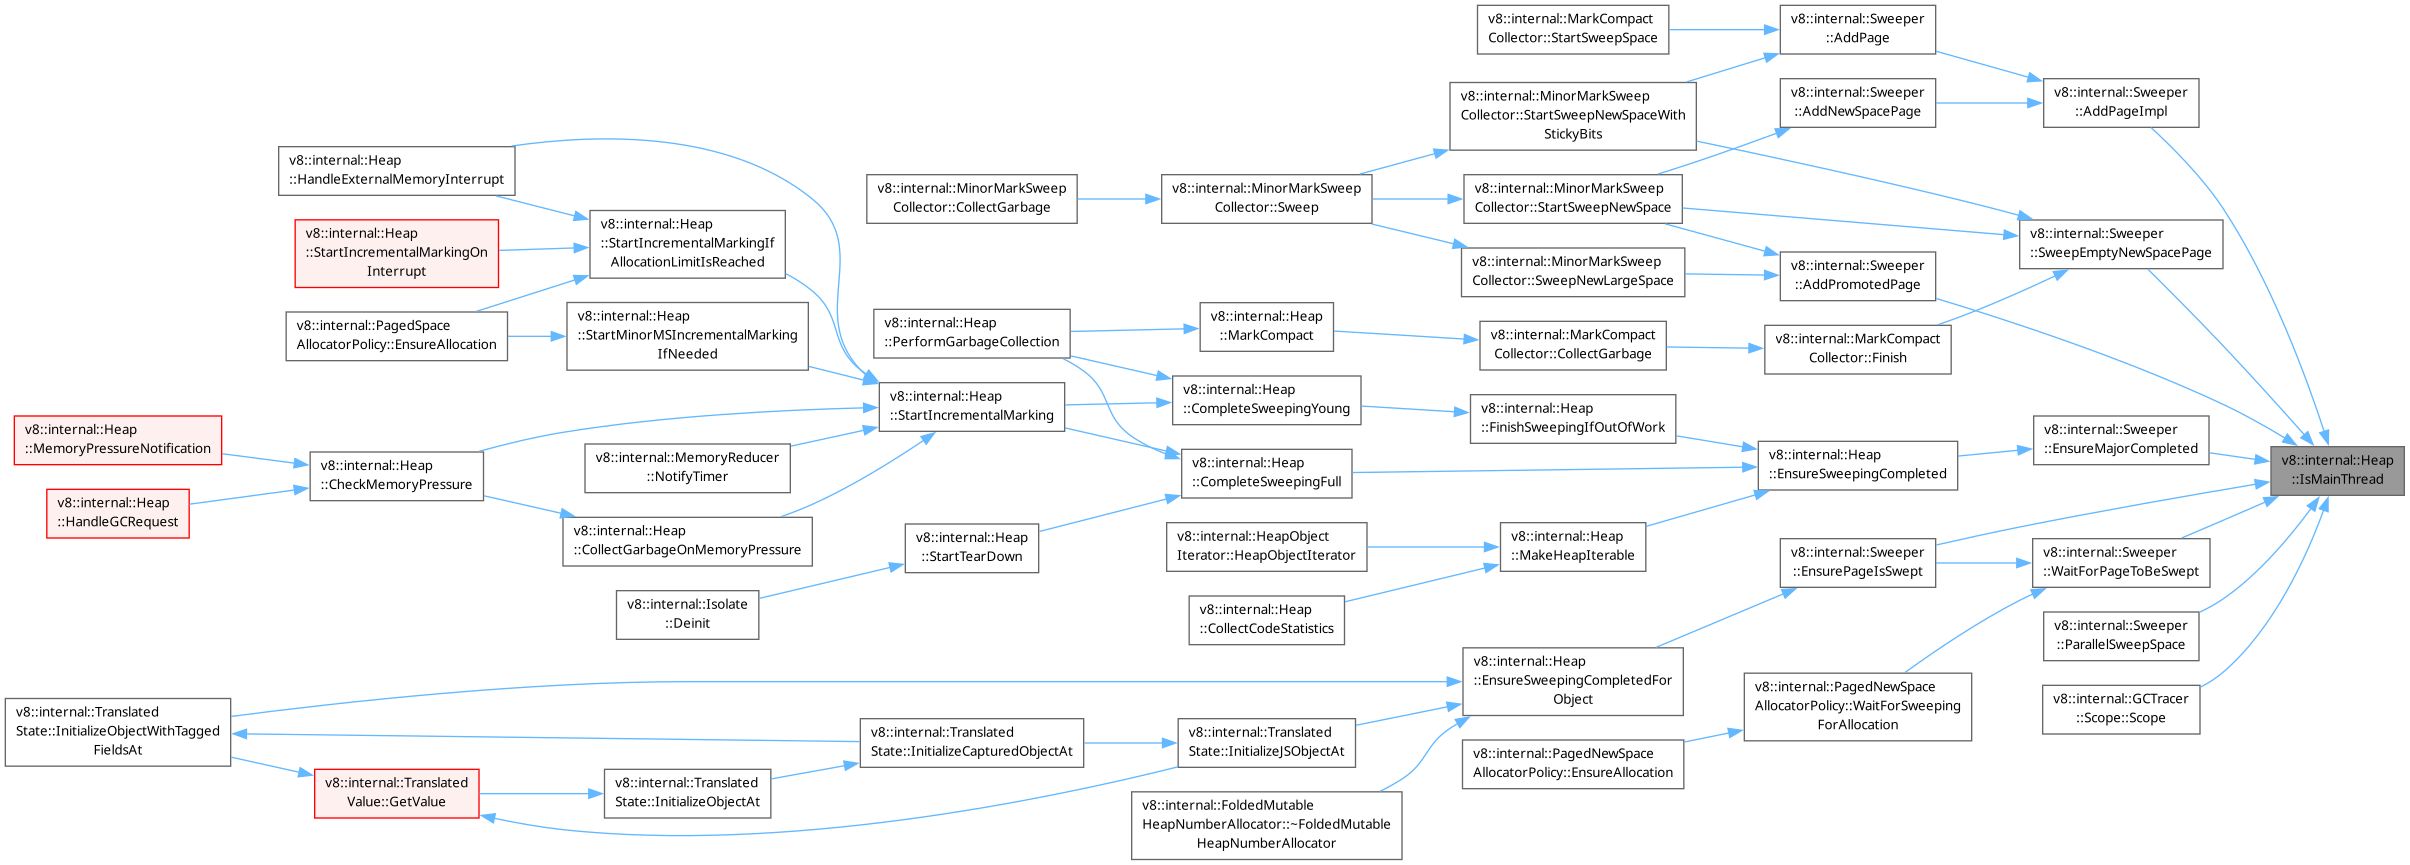 v8::internal::MarkCompact
Collector::StartSweepSpace
v8::internal::Sweeper
::AddPage
v8::internal::MinorMarkSweep
Collector::StartSweepNewSpaceWith
StickyBits
v8::internal::Sweeper
::AddNewSpacePage
v8::internal::Sweeper
::AddPageImpl
v8::internal::Heap
::HandleExternalMemoryInterrupt
v8::internal::MinorMarkSweep
Collector::CollectGarbage
v8::internal::MinorMarkSweep
Collector::Sweep
v8::internal::MinorMarkSweep
Collector::StartSweepNewSpace
v8::internal::Heap
::StartIncrementalMarkingOn
Interrupt
v8::internal::Heap
::StartIncrementalMarkingIf
AllocationLimitIsReached
v8::internal::MinorMarkSweep
Collector::SweepNewLargeSpace
v8::internal::Sweeper
::AddPromotedPage
v8::internal::Sweeper
::SweepEmptyNewSpacePage
v8::internal::PagedSpace
AllocatorPolicy::EnsureAllocation
v8::internal::Heap
::StartMinorMSIncrementalMarking
IfNeeded
v8::internal::Heap
::PerformGarbageCollection
v8::internal::Heap
::MarkCompact
v8::internal::MarkCompact
Collector::CollectGarbage
v8::internal::MarkCompact
Collector::Finish
v8::internal::Heap
::StartIncrementalMarking
v8::internal::Heap
::CompleteSweepingYoung
v8::internal::Heap
::FinishSweepingIfOutOfWork
v8::internal::Sweeper
::EnsureMajorCompleted
v8::internal::Heap
::MemoryPressureNotification
v8::internal::Heap
::CheckMemoryPressure
v8::internal::MemoryReducer
::NotifyTimer
v8::internal::Heap
::CompleteSweepingFull
v8::internal::Heap
::EnsureSweepingCompleted
v8::internal::Heap
::IsMainThread
v8::internal::Heap
::HandleGCRequest
v8::internal::Heap
::CollectGarbageOnMemoryPressure
v8::internal::Heap
::StartTearDown
v8::internal::HeapObject
Iterator::HeapObjectIterator
v8::internal::Heap
::MakeHeapIterable
v8::internal::Sweeper
::EnsurePageIsSwept
v8::internal::Sweeper
::WaitForPageToBeSwept
v8::internal::Isolate
::Deinit
v8::internal::Heap
::CollectCodeStatistics
v8::internal::Sweeper
::ParallelSweepSpace
v8::internal::Heap
::EnsureSweepingCompletedFor
Object
v8::internal::PagedNewSpace
AllocatorPolicy::WaitForSweeping
ForAllocation
v8::internal::GCTracer
::Scope::Scope
v8::internal::Translated
State::InitializeObjectWithTagged
FieldsAt
v8::internal::Translated
State::InitializeCapturedObjectAt
v8::internal::Translated
State::InitializeJSObjectAt
v8::internal::PagedNewSpace
AllocatorPolicy::EnsureAllocation
v8::internal::Translated
Value::GetValue
v8::internal::Translated
State::InitializeObjectAt
v8::internal::FoldedMutable
HeapNumberAllocator::~FoldedMutable
HeapNumberAllocator